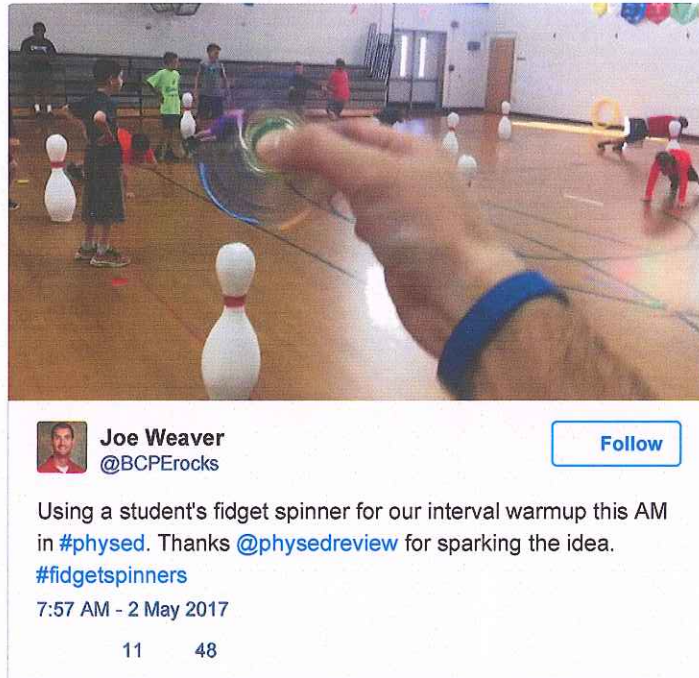 Joe Weaver
Follow
@BCPErocks
Using a student's fidget spinner for our interval warmup this AM
in #physed. Thanks @physedreview for sparking the idea.
#fidgetspinners
7:57 AM - 2 May 2017
11 48